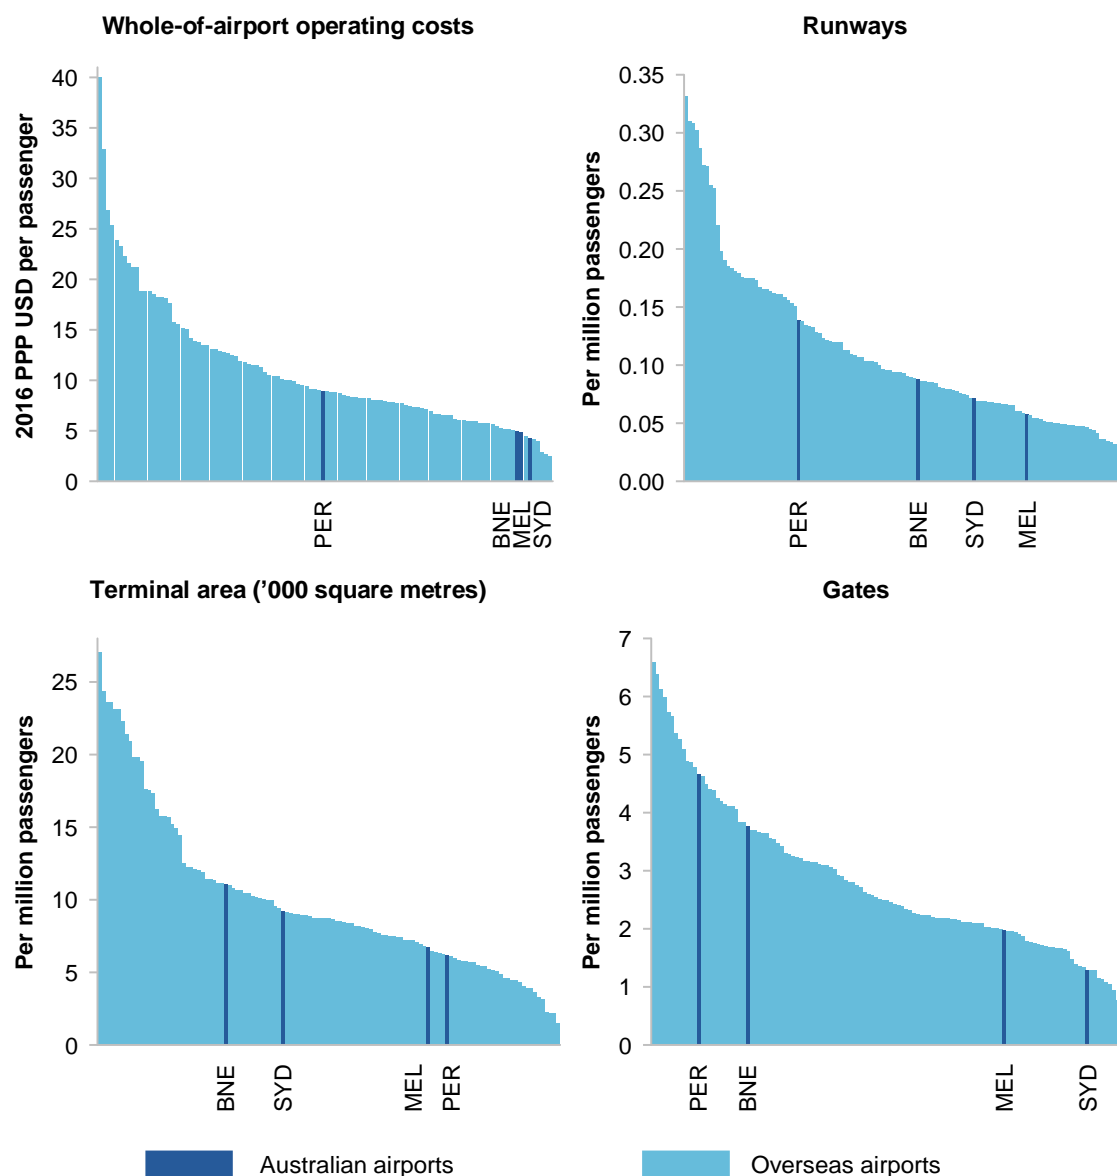 Whole-of-airport operating costs
2016 PPP USD per passenger
40
35
30
25
20
15
10
5
0
PER
BNE
MEL
SYD
Runways
Per million passengers
0.35
0.30
0.25
0.20
0.15
0.10
0.05
0.00
PER
BNE
SYD
MEL
Terminal area (’000 square metres)
Per million passengers
25
20
15
10
5
0
BNE
SYD
MEL
PER
Gates
Per million passengers
7
6
5
4
3
2
1
0
PER
BNE
MEL
SYD
Australian airports
Overseas airports